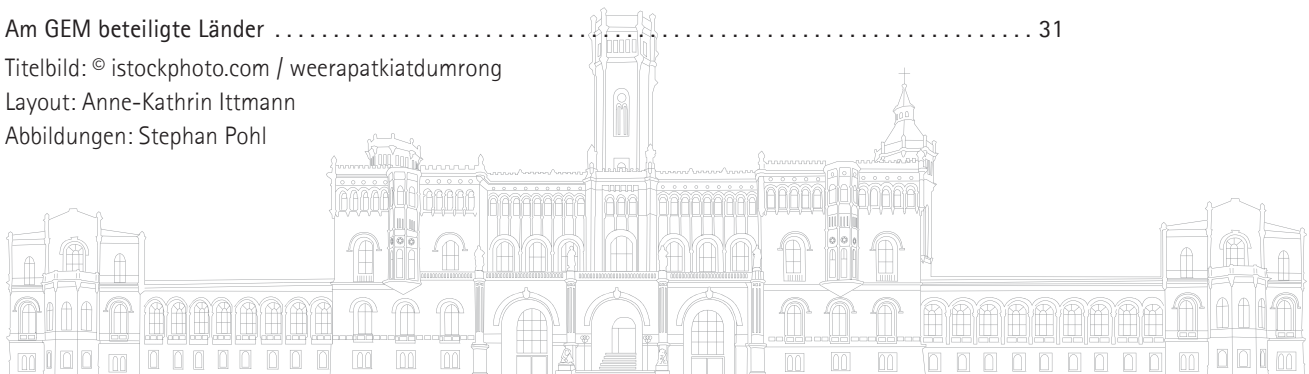 Am GEM beteiligte Länder . . . . . . . . . . . . . . . . . . . . . . . . . . . . . . . . . . . . . . . . . . . . . . . . . . . . . . . . . . . . . . . . . 31
Titelbild: © istockphoto.com / weerapatkiatdumrong
Layout: Anne-Kathrin Ittmann
Abbildungen: Stephan Pohl